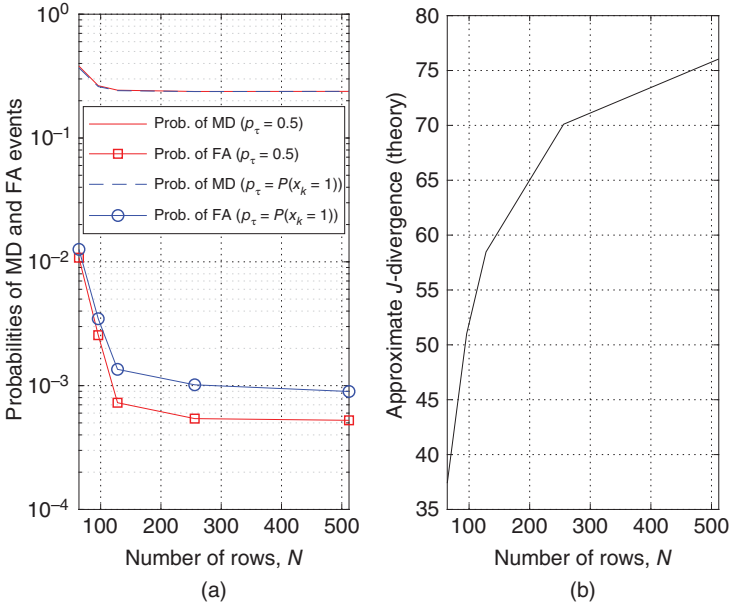 10^0
10^-1
10^-2
10^-3
10^-4
Probabilities of MD and FA events
Prob. of MD (p_τ = 0.5)
Prob. of FA (p_τ = 0.5)
Prob. of MD (p_τ = P(x_k = 1))
Prob. of FA (p_τ = P(x_k = 1))
100 200 300 400 500
Number of rows, N
(a)
80
75
70
65
60
55
50
45
40
35
Approximate J-divergence (theory)
100 200 300 400 500
Number of rows, N
(b)